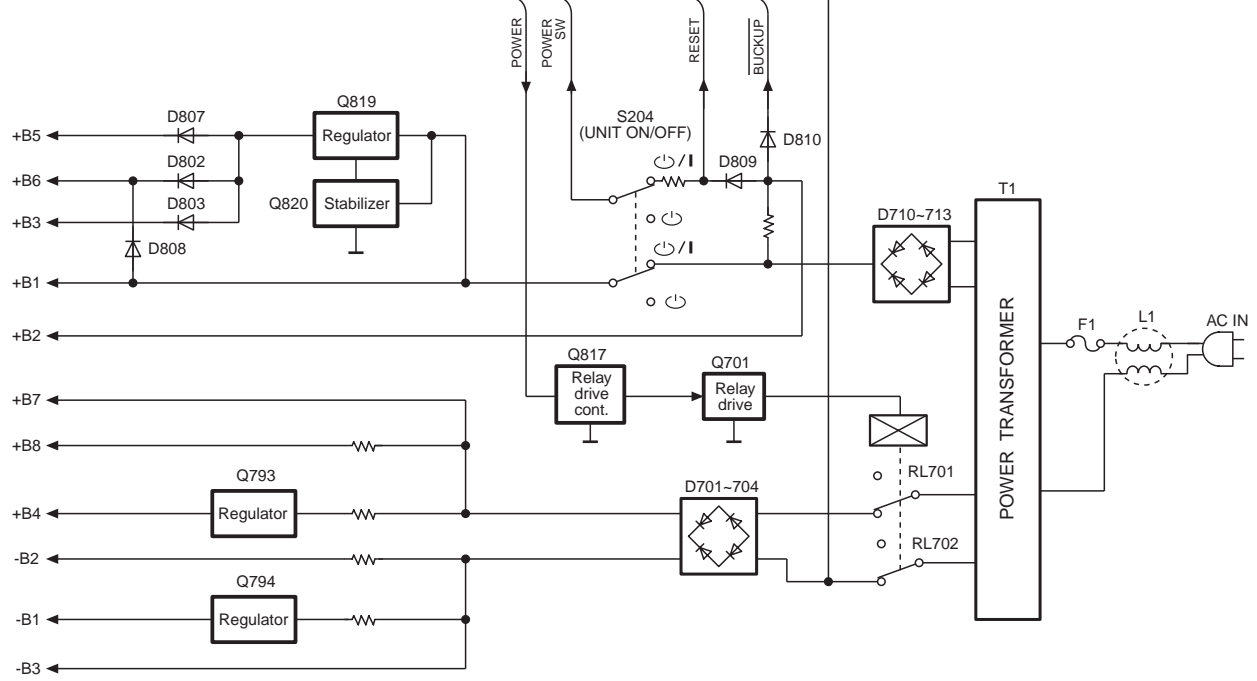 POWER
POWER
SW
RESET
BACKUP
D807
Q819
S204
(UNIT ON/OFF)
D810
+B5
Regulator
D802
/ I
D809
+B6
T1
Q820
Stabilizer
D803
D710~713
+B3
D808
/ I
+B1
POWER TRANSFORMER
F1
L1
AC IN
+B2
Q817
Q701
Relay
drive
cont.
Relay
drive
+B7
+B8
RL701
Q793
D701~704
+B4
Regulator
RL702
-B2
Q794
-B1
Regulator
-B3